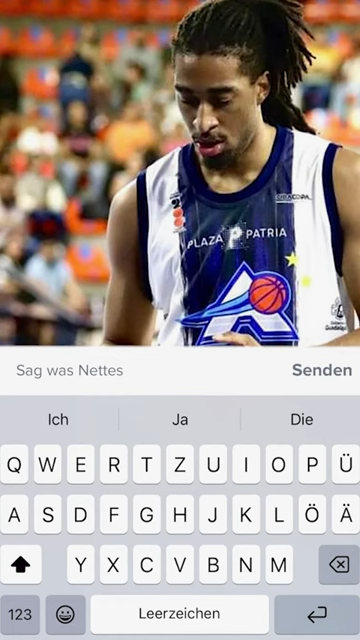 PLAZA PATRIA
A
Sag was Nettes Senden
Ich Ja Die
Q W E R T Z U I O P Ü
A S D F G H J K L Ö Ä
Y X C V B N M
123 Leerzeichen